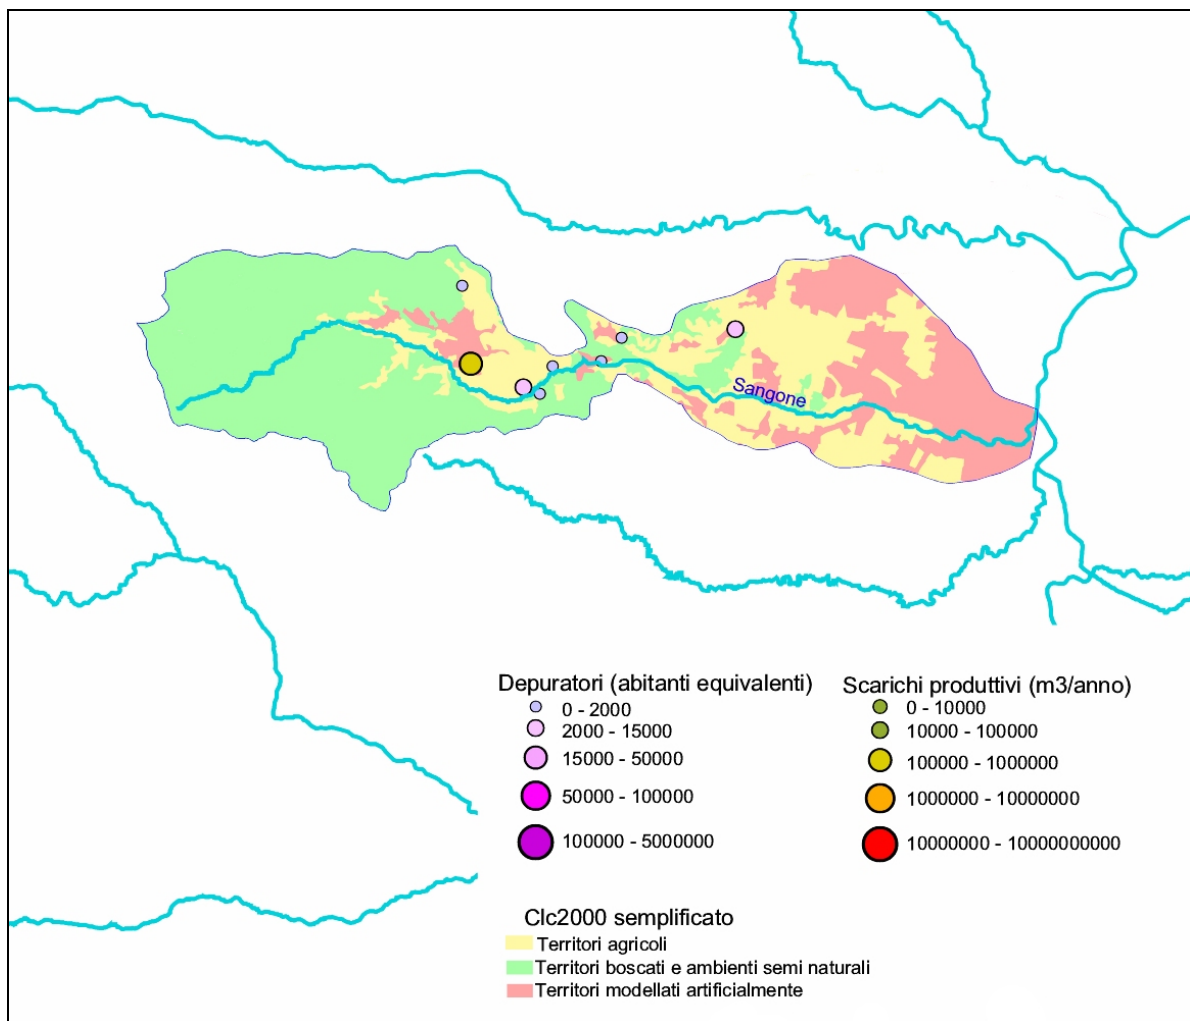 Sangone
Depuratori (abitanti equivalenti)
0 - 2000
2000 - 15000
15000 - 50000
50000 - 100000
100000 - 5000000
Scarichi produttivi (m3/anno)
0 - 10000
10000 - 100000
100000 - 1000000
1000000 - 10000000
10000000 - 10000000000
Clc2000 semplificato
Territori agricoli
Territori boscati e ambienti semi naturali
Territori modellati artificialmente